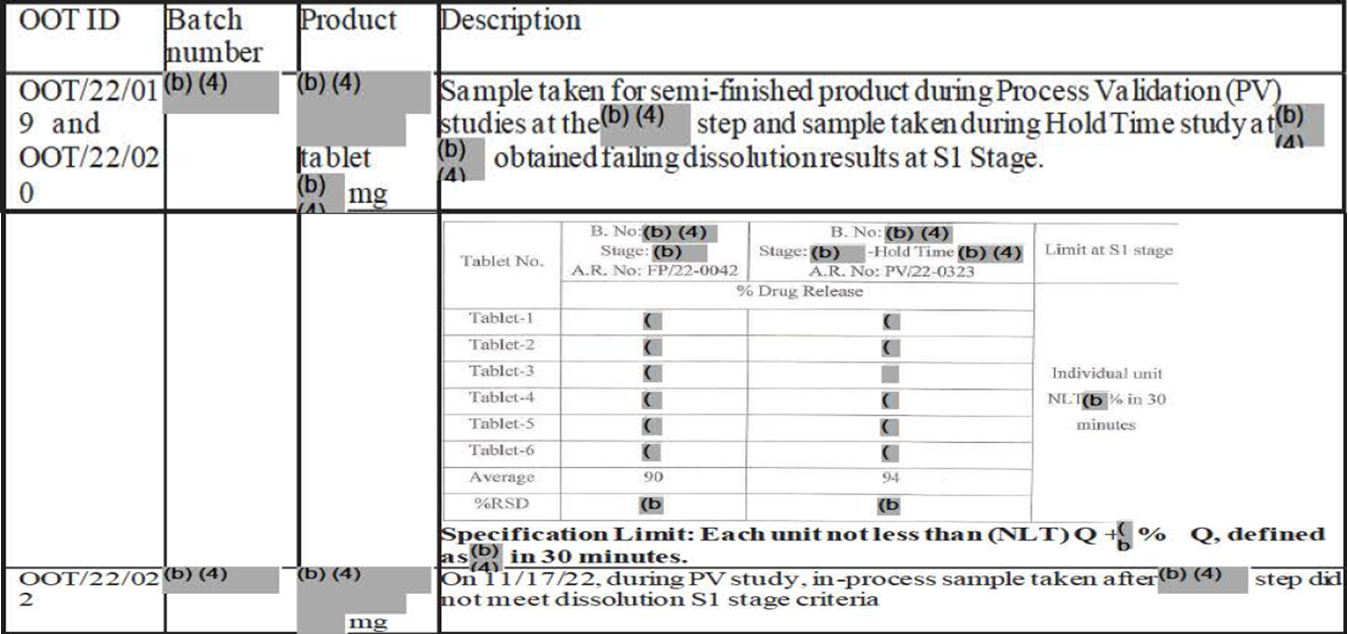 OOT ID Batch number Product Description
OOT/22/01 9 and OOT/22/02 0
(b) (4)
(b) (4) tablet (b) (4) mg
Sample taken for semi-finished product during Process Validation (PV)
studies at the (b) (4) step and sample taken during Hold Time study at (b) (4)
(b) (4) obtained failing dissolution results at S1 Stage.
Tablet No.
B. No: (b) (4)
Stage: (b)
A.R. No: FP/22-0042
B. No: (b) (4)
Stage: (b) -Hold Time (b) (4)
A.R. No: PV/22-0323
Limit at S1 stage
% Drug Release
Tablet-1 ( (
Tablet-2 ( (
Tablet-3 (
Tablet-4 ( (
Tablet-5 ( (
Tablet-6 ( (
Average 90 94
%RSD (b (b
Individual unit
NLT (b % in 30
minutes
Specification Limit: Each unit not less than (NLT) Q + ( b % Q, defined
as (b) (4) in 30 minutes.
OOT/22/02 2
(b) (4)
(b) (4) mg
On 11/17/22, during PV study, in-process sample taken after (b) (4) step did
not meet dissolution S1 stage criteria